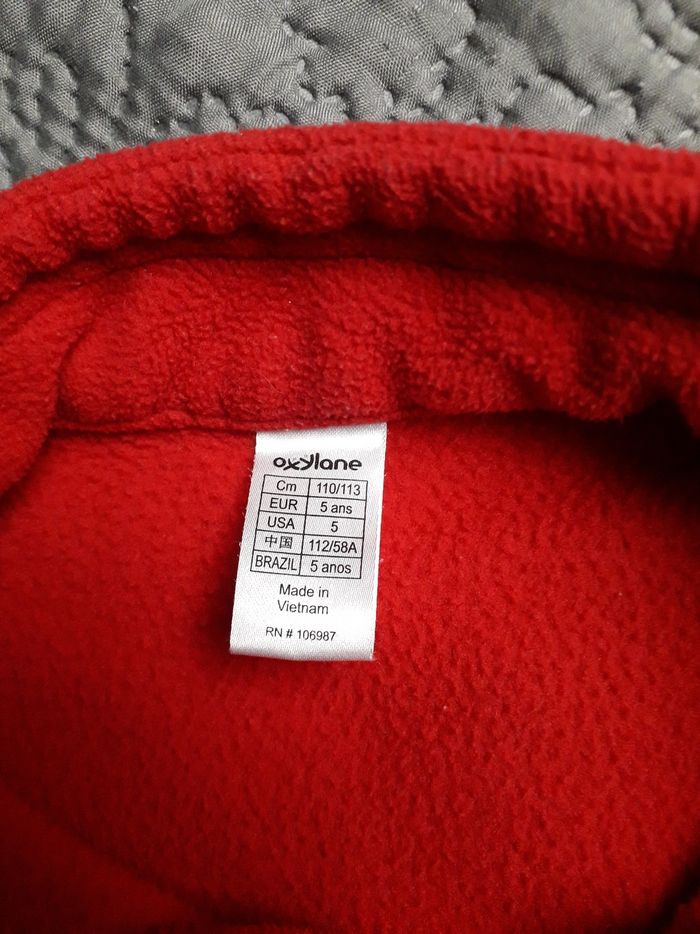 oxylane
Cm 110/113
EUR 5 ans
USA 5
中国 112/58A
BRAZIL 5 anos
Made in
Vietnam
RN # 106987